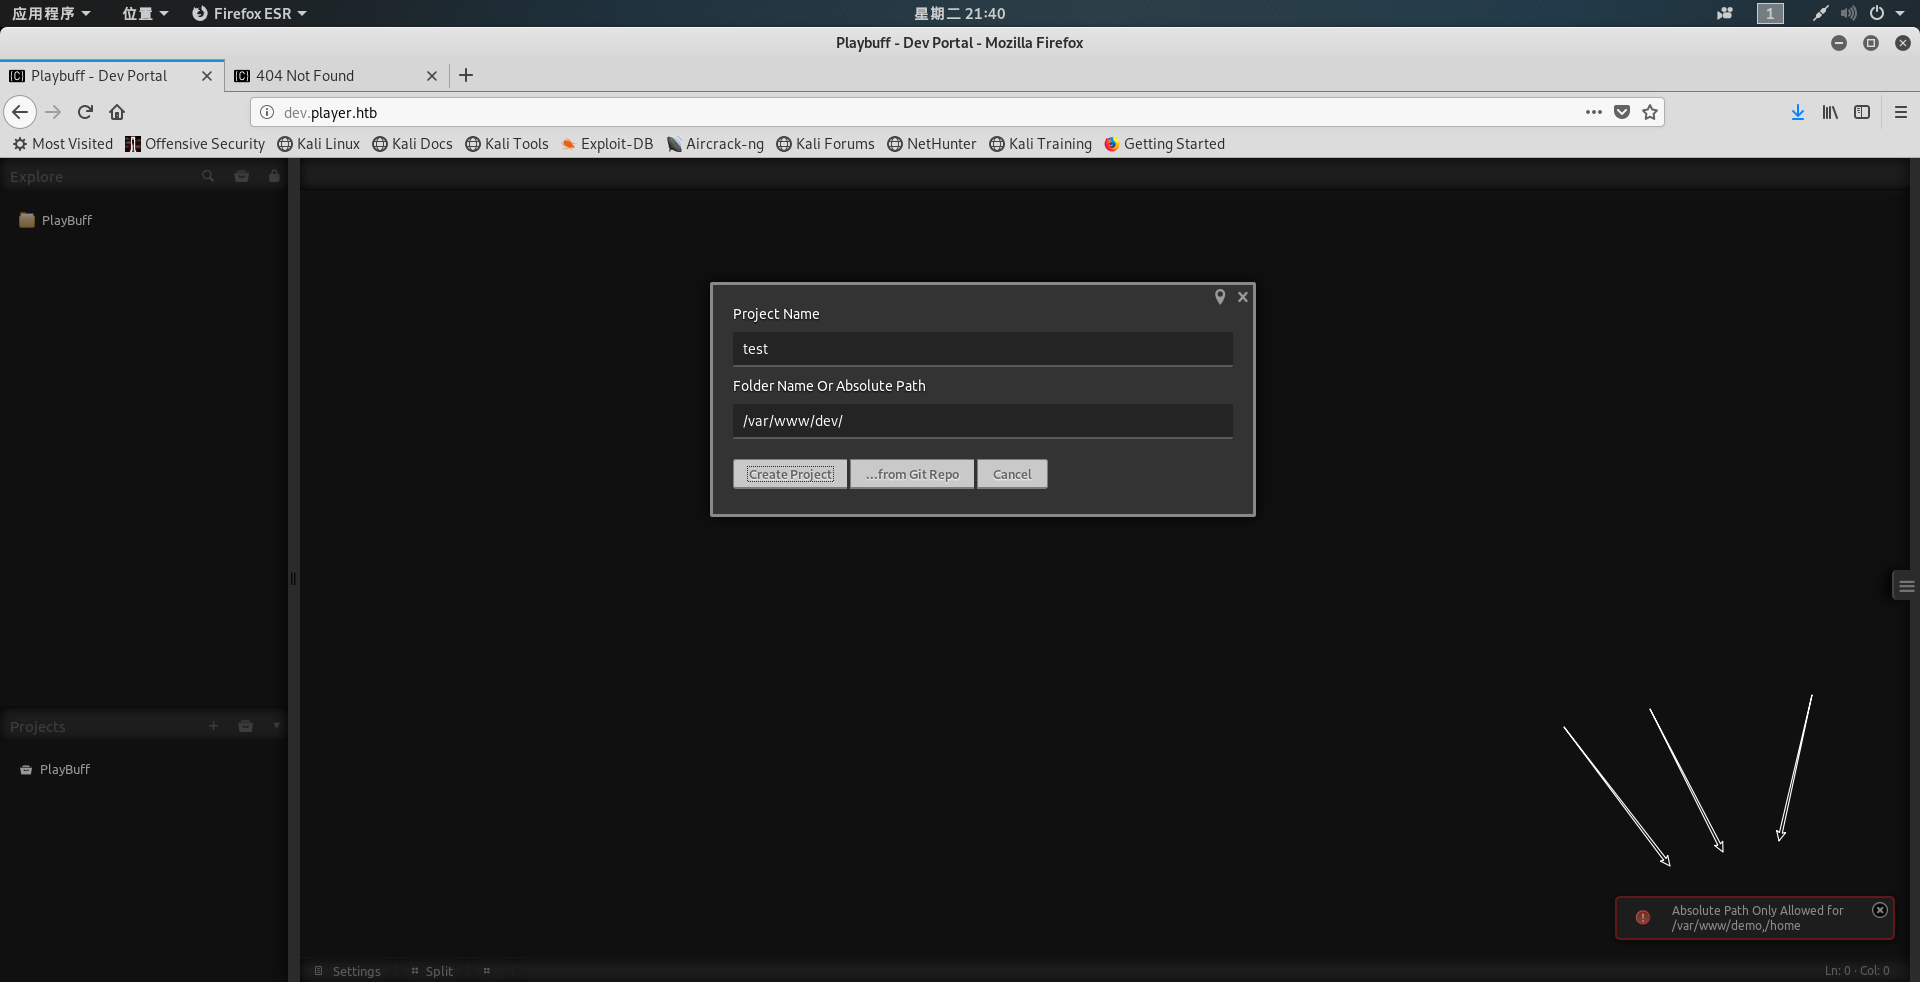 应用程序 位置 Firefox ESR 星期二 21:40 1
Playbuff - Dev Portal - Mozilla Firefox
Playbuff - Dev Portal 404 Not Found
dev.player.htb
Most Visited Offensive Security Kali Linux Kali Docs Kali Tools Exploit-DB Aircrack-ng Kali Forums NetHunter Kali Training Getting Started
Explore
PlayBuff
Project Name
test
Folder Name Or Absolute Path
/var/www/dev/
Create Project ...from Git Repo Cancel
Projects
PlayBuff
Absolute Path Only Allowed for
/var/www/demo,/home
Settings Split Ln: 0 · Col: 0